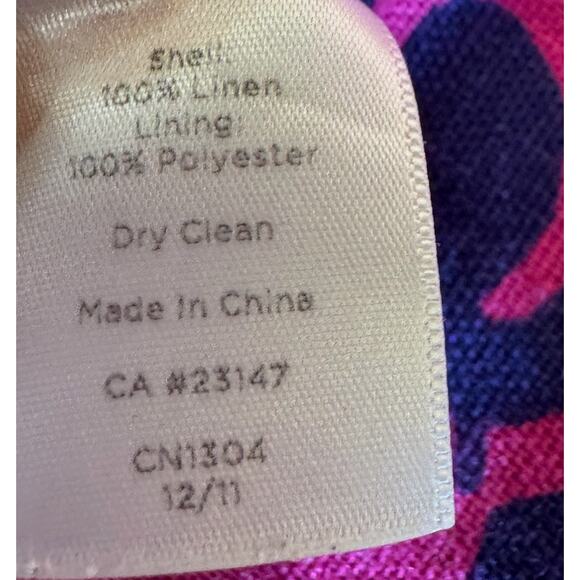 Shell:
100% Linen
Lining:
100% Polyester
Dry Clean
Made in China
CA #23147
CN1304
12/11